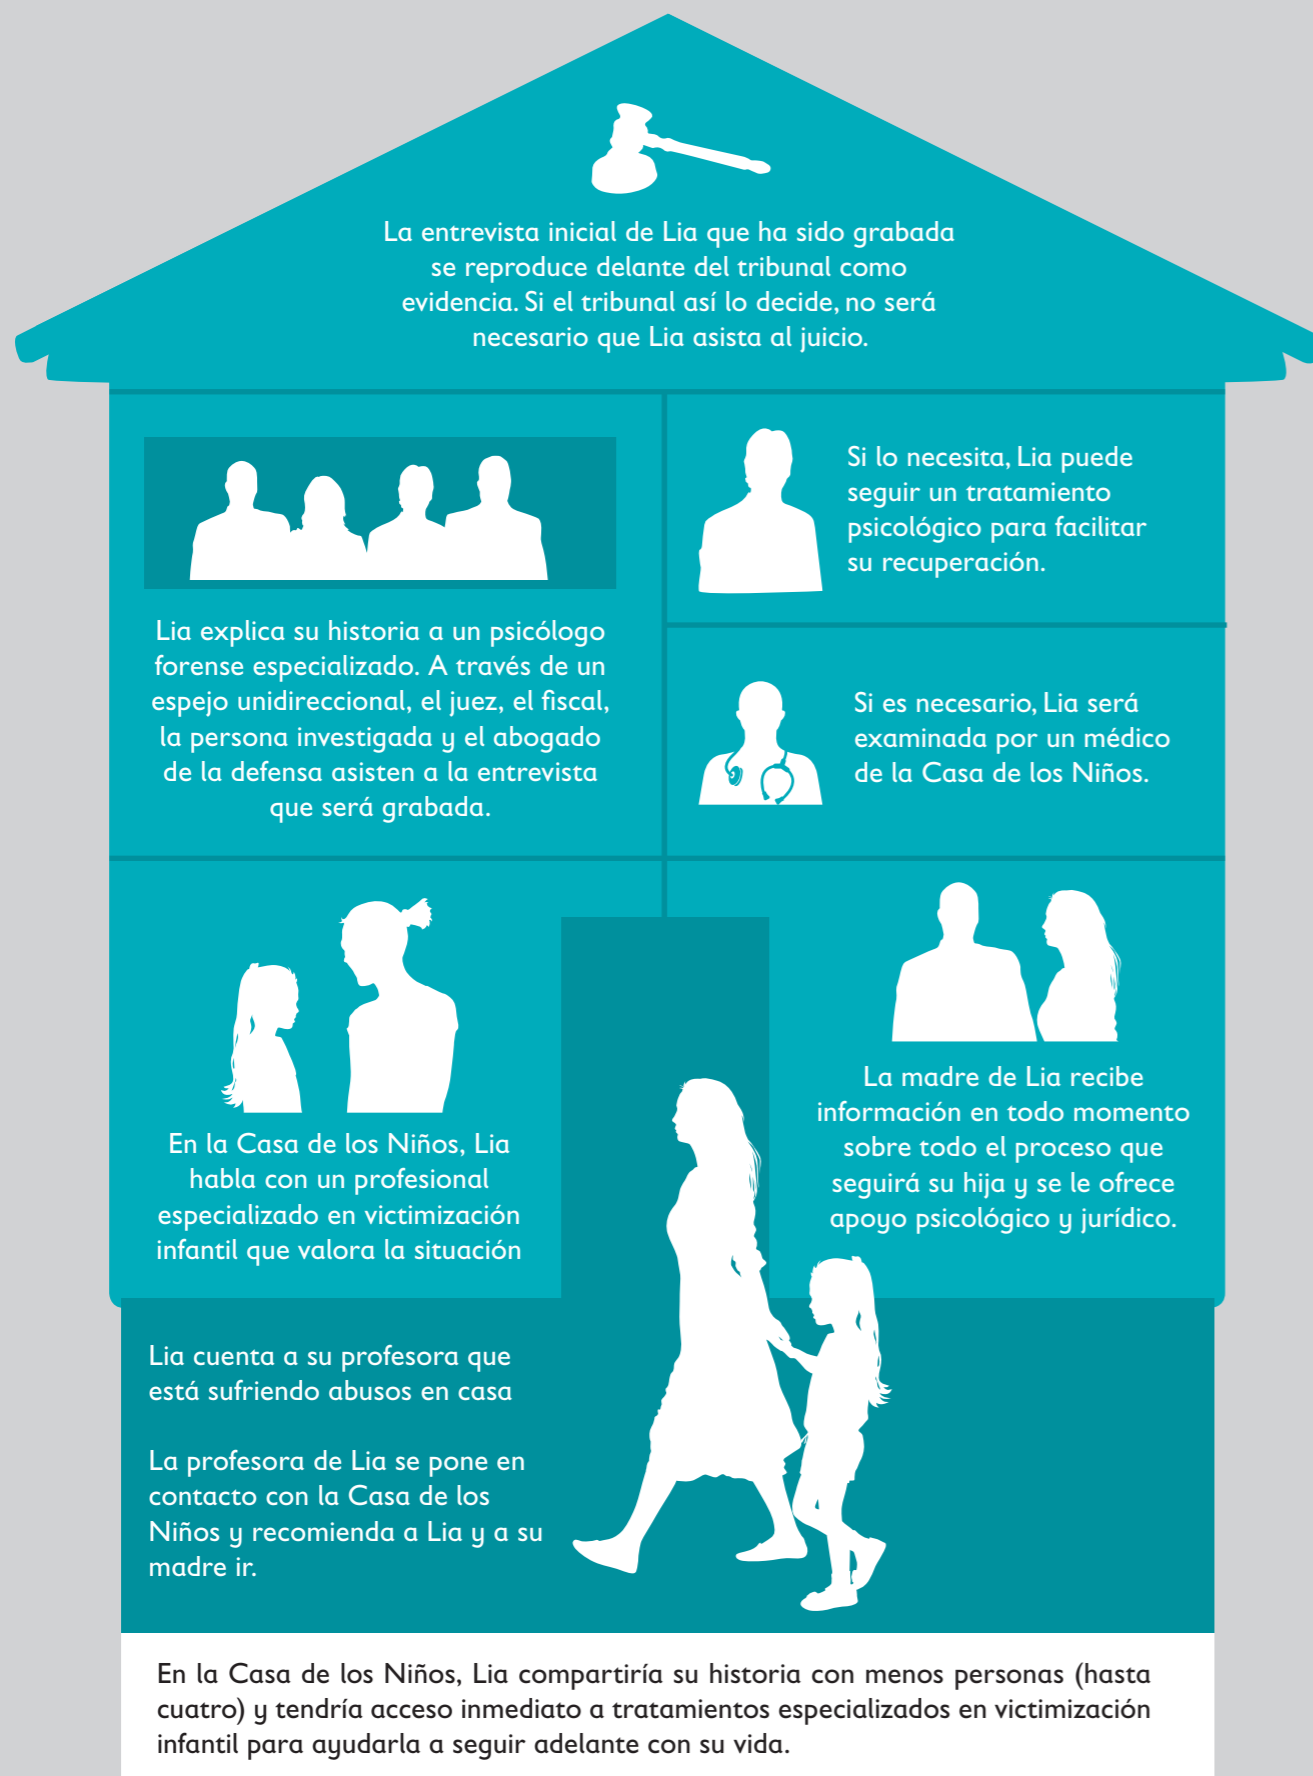 La entrevista inicial de Lia que ha sido grabada
se reproduce delante del tribunal como
evidencia. Si el tribunal así lo decide, no será
necesario que Lia asista al juicio.
Lia explica su historia a un psicólogo
forense especializado. A través de un
espejo unidireccional, el juez, el fiscal,
la persona investigada y el abogado
de la defensa asisten a la entrevista
que será grabada.
Si lo necesita, Lia puede
seguir un tratamiento
psicológico para facilitar
su recuperación.
Si es necesario, Lia será
examinada por un médico
de la Casa de los Niños.
En la Casa de los Niños, Lia
habla con un profesional
especializado en victimización
infantil que valora la situación
La madre de Lia recibe
información en todo momento
sobre todo el proceso que
seguirá su hija y se le ofrece
apoyo psicológico y jurídico.
Lia cuenta a su profesora que
está sufriendo abusos en casa
La profesora de Lia se pone en
contacto con la Casa de los
Niños y recomienda a Lia y a su
madre ir.
En la Casa de los Niños, Lia compartiría su historia con menos personas (hasta
cuatro) y tendría acceso inmediato a tratamientos especializados en victimización
infantil para ayudarla a seguir adelante con su vida.